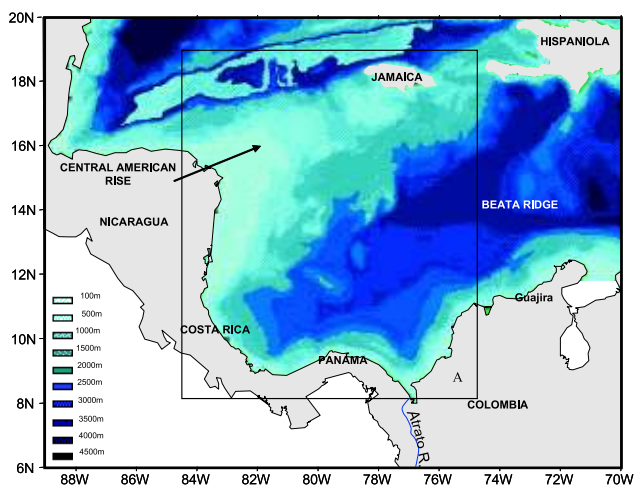 20N
18N
16N
14N
12N
10N
8N
6N
HISPANIOLA
JAMAICA
CENTRAL AMERICAN
RISE
BEATA RIDGE
NICARAGUA
Guajira
COSTA RICA
PANAMA
A
COLOMBIA
Atrato R
100m
500m
1000m
1500m
2000m
2500m
3000m
3500m
4000m
4500m
88W
86W
84W
82W
80W
78W
76W
74W
72W
70W